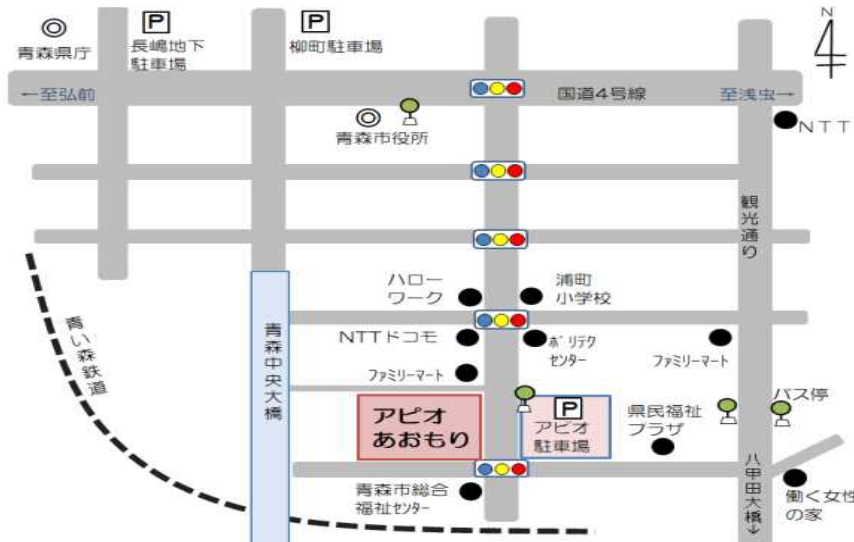 N
P
P
青森県庁
長嶋地下
駐車場
柳町駐車場
←至弘前
国道4号線
至浅虫→
青森市役所
NTT
観光通り
ハロー
ワーク
浦町
小学校
青い森鉄道
青森中央大橋
NTTドコモ
ポリテク
センター
ファミリーマート
ファミリーマート
アピオ
あおもり
P
アピオ
駐車場
県民福祉
プラザ
バス停
青森市総合
福祉センター
八甲田大橋↓
働く女性
の家